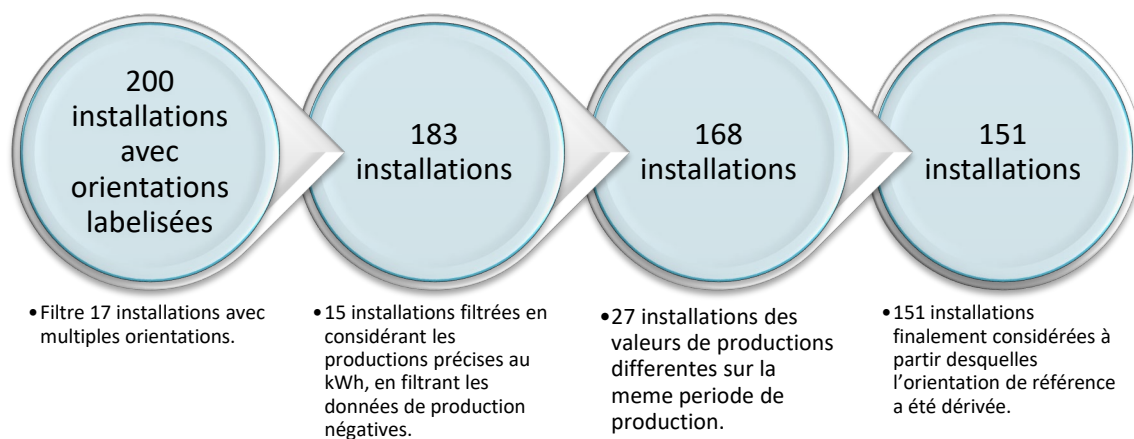 200
installations
avec
orientations
labelisées
183
installations
168
installations
151
installations
•Filtre 17 installations avec
multiples orientations.
•15 installations filtrées en
considérant les
productions précises au
kWh, en filtrant les
données de production
négatives.
•27 installations des
valeurs de productions
differentes sur la
meme periode de
production.
•151 installations
finalement considérées à
partir desquelles
l’orientation de référence
a été dérivée.